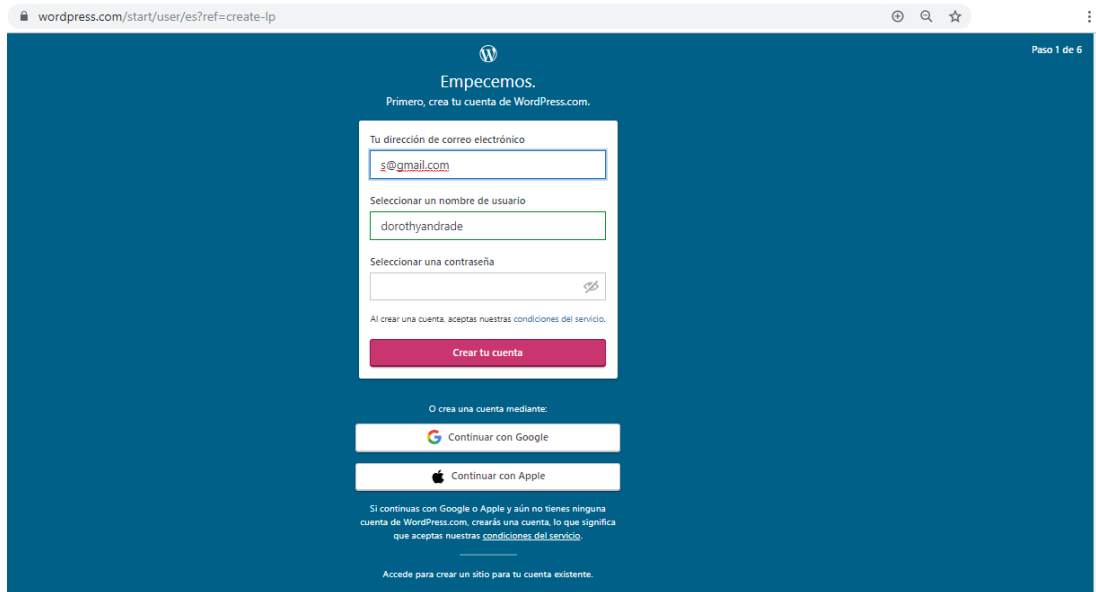 wordpress.com/start/user/es?ref=create-lp
Paso 1 de 6
Empecemos.
Primero, crea tu cuenta de WordPress.com.
Tu dirección de correo electrónico
s@gmail.com
Seleccionar un nombre de usuario
dorothyandrade
Seleccionar una contraseña
Al crear una cuenta, aceptas nuestras condiciones del servicio.
Crear tu cuenta
O crea una cuenta mediante:
Continuar con Google
Continuar con Apple
Si continuas con Google o Apple y aún no tienes ninguna
cuenta de WordPress.com, crearás una cuenta, lo que significa
que aceptas nuestras condiciones del servicio.
Accede para crear un sitio para tu cuenta existente.